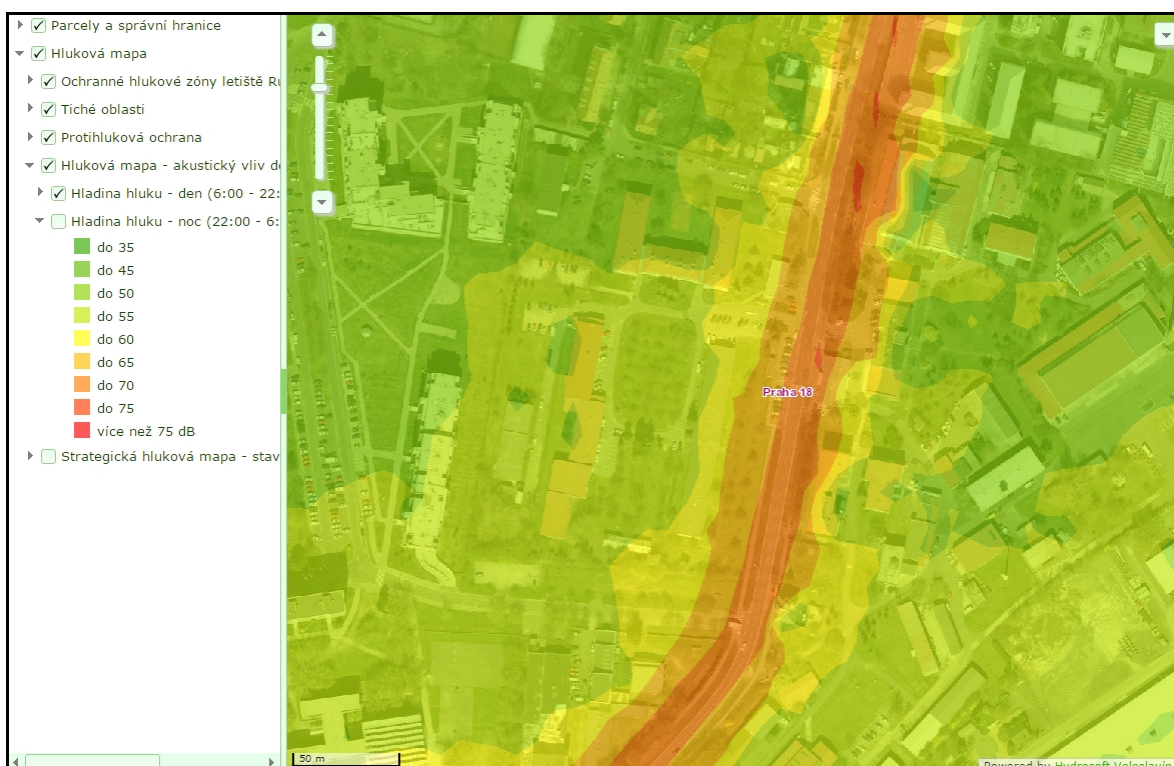 Parcely a správní hranice
Hluková mapa
Ochranné hlukové zóny letiště
Tiché oblasti
Protihluková ochrana
Hluková mapa - akustický vliv
Hladina hluku - den (6:00 - 22:
Hladina hluku - noc (22:00 - 6:
do 35
do 45
do 50
do 55
do 60
do 65
do 70
do 75
více než 75 dB
Strategická hluková mapa - stav
Praha 18
50 m
Powered by Hydrosoft Veleslavín